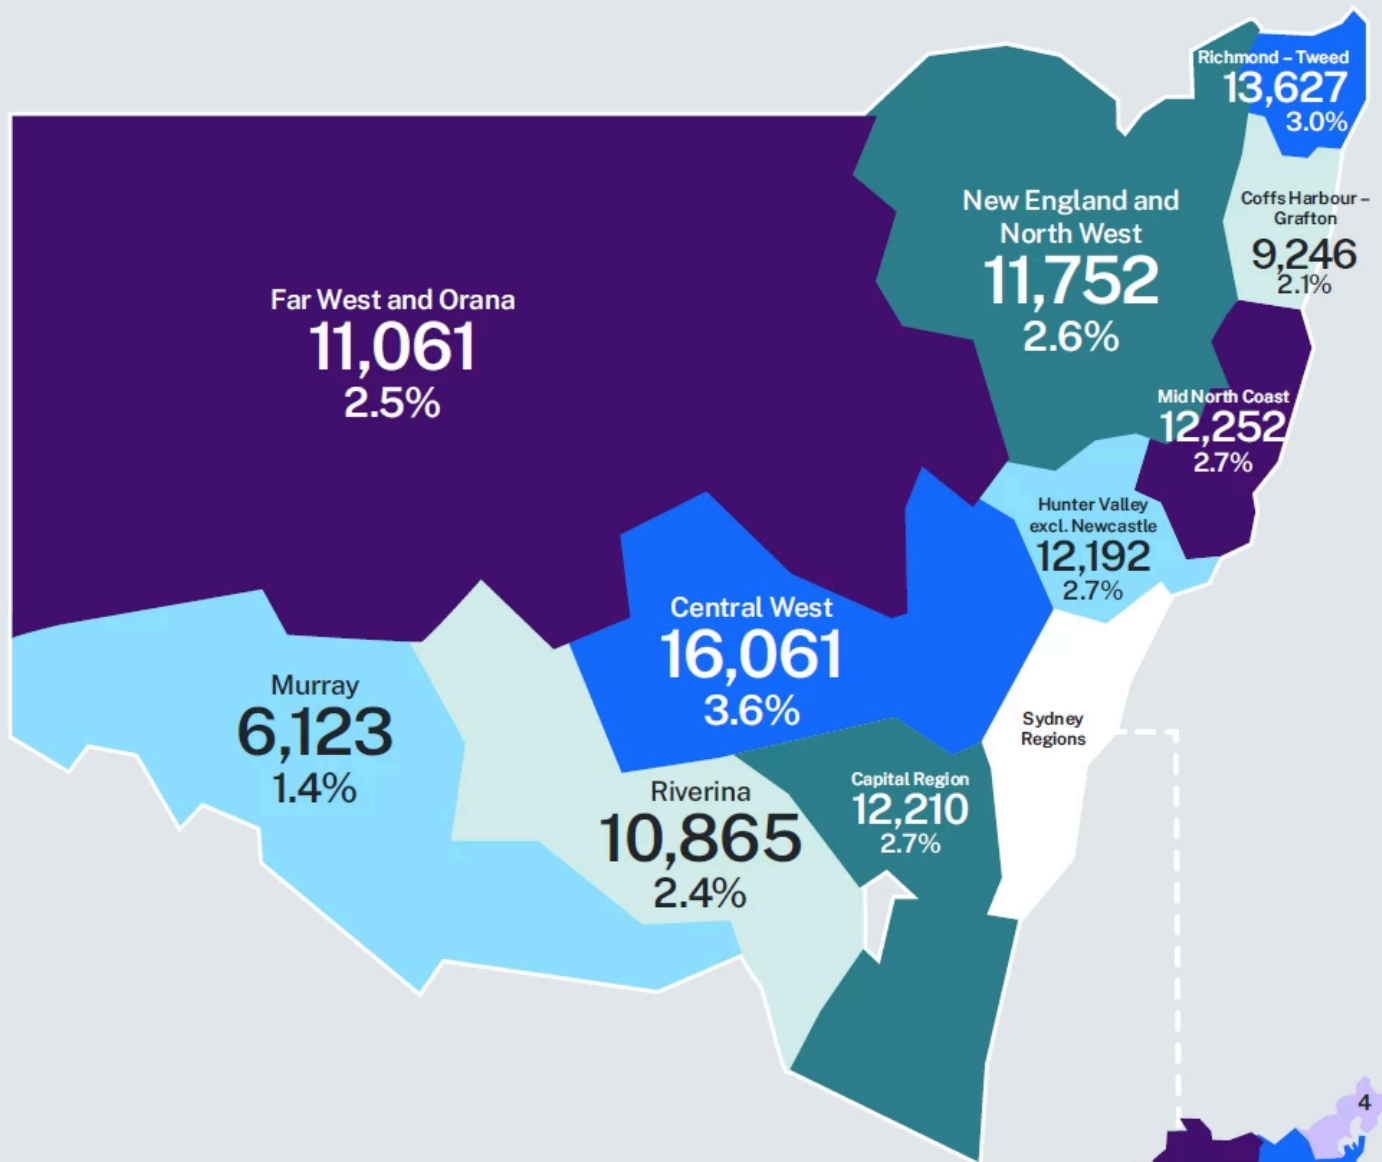 Richmond – Tweed
13,627
3.0%
Coffs Harbour –
Grafton
9,246
2.1%
New England and
North West
11,752
2.6%
Far West and Orana
11,061
2.5%
Mid North Coast
12,252
2.7%
Hunter Valley
excl. Newcastle
12,192
2.7%
Central West
16,061
3.6%
Murray
6,123
1.4%
Sydney
Regions
Riverina
10,865
2.4%
Capital Region
12,210
2.7%
4